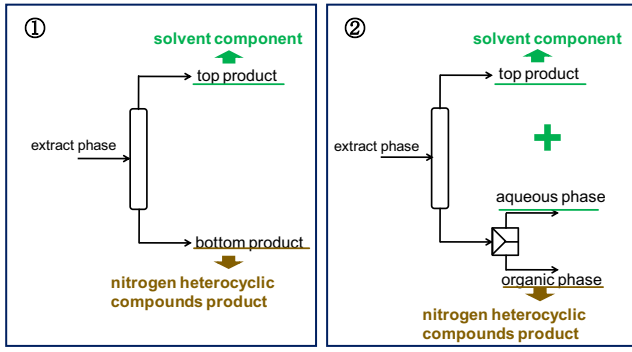 ①
solvent component
top product
extract phase
bottom product
nitrogen heterocyclic
compounds product
②
solvent component
top product
extract phase
aqueous phase
organic phase
nitrogen heterocyclic
compounds product